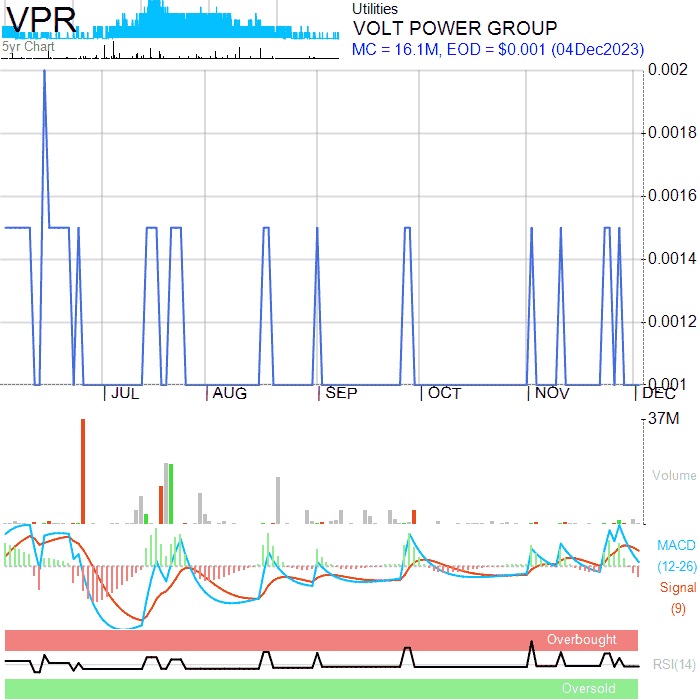 VPR
5yr Chart
Utilities
VOLT POWER GROUP
MC = 16.1M, EOD = $0.001 (04Dec2023)
0.002
0.0018
0.0016
0.0014
0.0012
0.001
JUL AUG SEP OCT NOV DEC
37M
Volume
MACD
(12-26)
Signal
(9)
Overbought
RSI(14)
Oversold